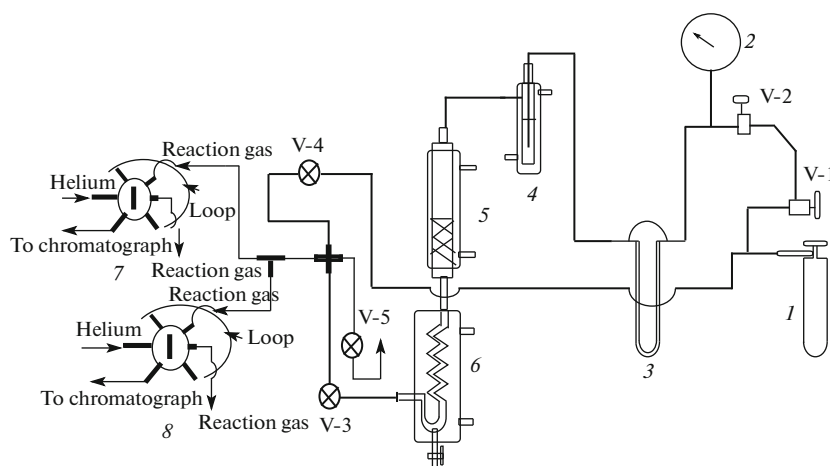 2
V-2
V-4
Reaction gas
V-1
Helium
4
5
Loop
To chromatograph
7
Reaction gas
Reaction gas
1
Helium
V-5
Loop
6
3
To chromatograph
8
Reaction gas
V-3